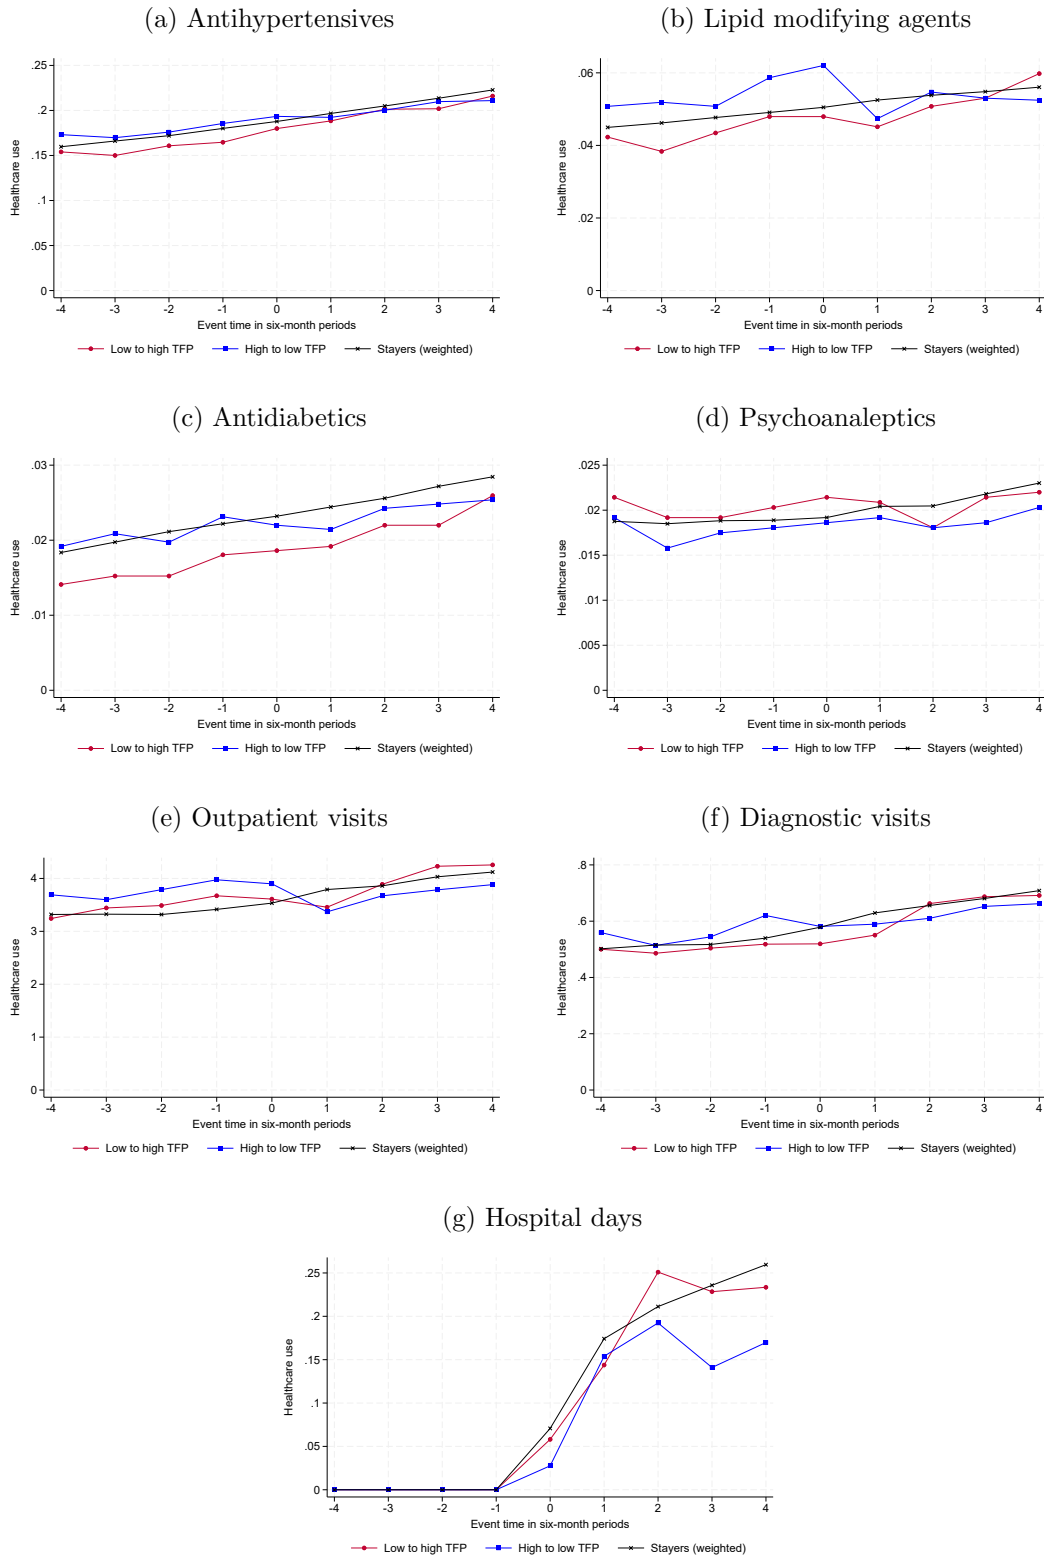 (a) Antihypertensives
(b) Lipid modifying agents
Healthcare use
.25
.2
.15
.1
.05
0
-4 -3 -2 -1 0 1 2 3 4
Event time in six-month periods
Low to high TFP High to low TFP Stayers (weighted)
Healthcare use
.06
.04
.02
0
-4 -3 -2 -1 0 1 2 3 4
Event time in six-month periods
Low to high TFP High to low TFP Stayers (weighted)
(c) Antidiabetics
(d) Psychoanaleptics
Healthcare use
.03
.02
.01
0
-4 -3 -2 -1 0 1 2 3 4
Event time in six-month periods
Low to high TFP High to low TFP Stayers (weighted)
Healthcare use
.025
.02
.015
.01
.005
0
-4 -3 -2 -1 0 1 2 3 4
Event time in six-month periods
Low to high TFP High to low TFP Stayers (weighted)
(e) Outpatient visits
(f) Diagnostic visits
Healthcare use
4
3
2
1
0
-4 -3 -2 -1 0 1 2 3 4
Event time in six-month periods
Low to high TFP High to low TFP Stayers (weighted)
Healthcare use
.8
.6
.4
.2
0
-4 -3 -2 -1 0 1 2 3 4
Event time in six-month periods
Low to high TFP High to low TFP Stayers (weighted)
(g) Hospital days
Healthcare use
.25
.2
.15
.1
.05
0
-4 -3 -2 -1 0 1 2 3 4
Event time in six-month periods
Low to high TFP High to low TFP Stayers (weighted)